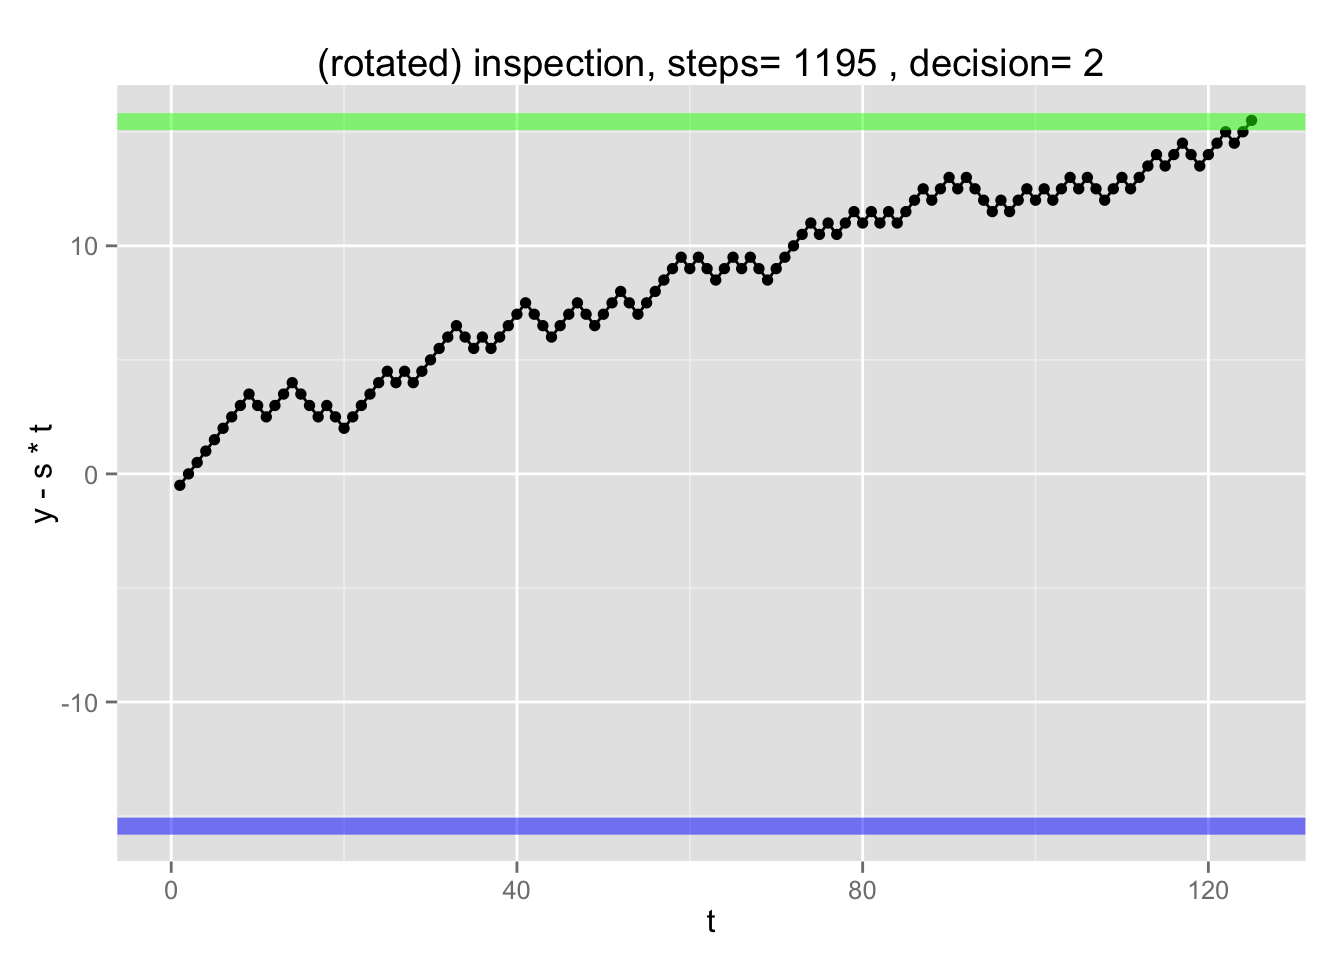 (rotated) inspection, steps= 1195 , decision= 2
y - s * t
10
0
-10
0 40 80 120
t